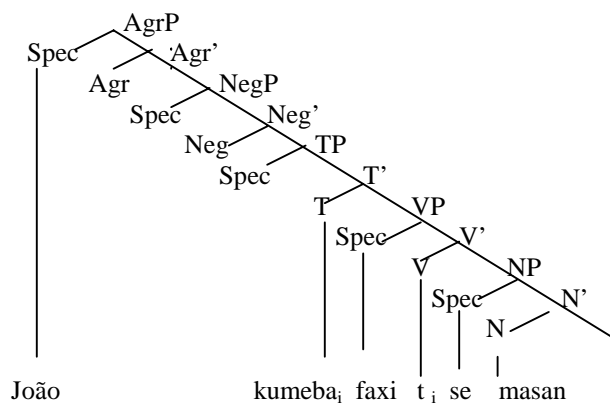 AgrP
Spec Agr’
Agr NegP
Spec Neg’
Neg TP
Spec T’
T VP
Spec V’
V NP
Spec N’
N
João kumebaᵢ faxi t ᵢ se masan